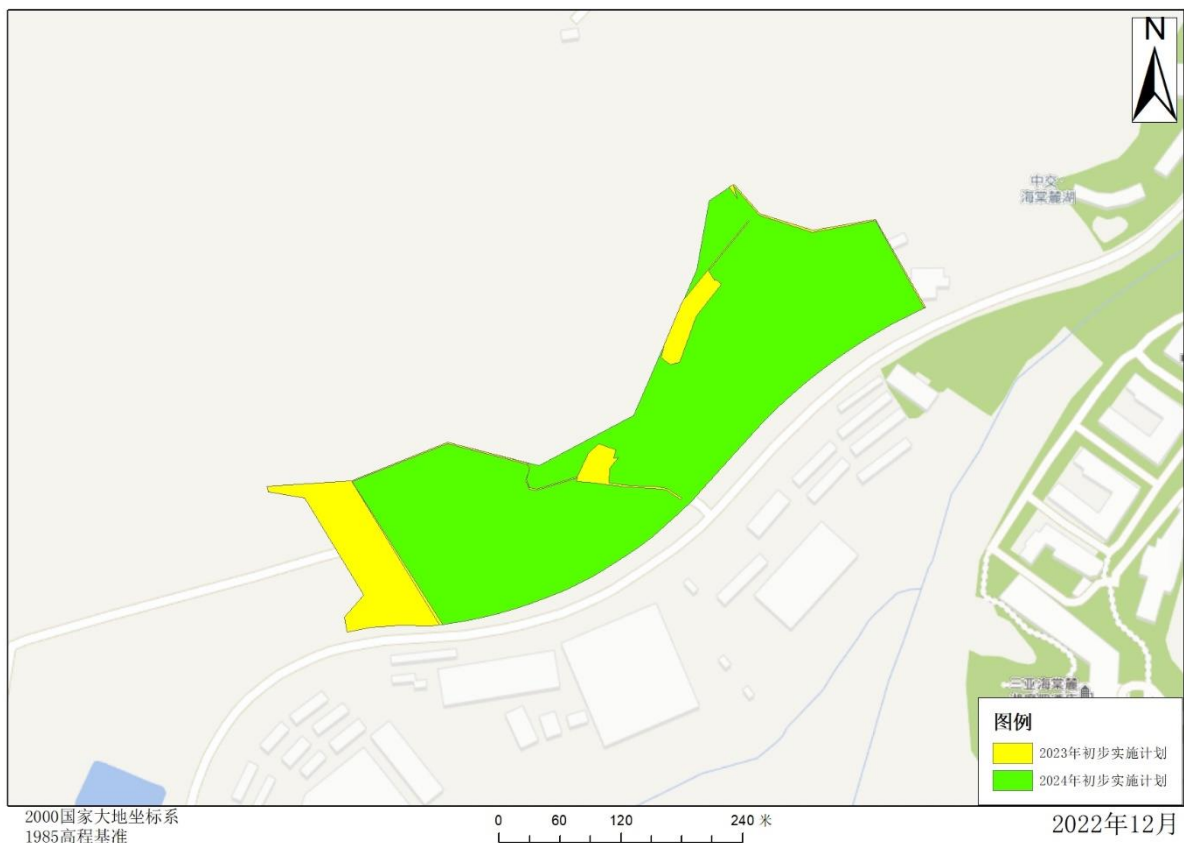 N
中交
海棠麓湖
三亚海棠麓
图例
2023年初步实施计划
2024年初步实施计划
2000国家大地坐标系
1985高程基准
0 60 120 240 米
2022年12月